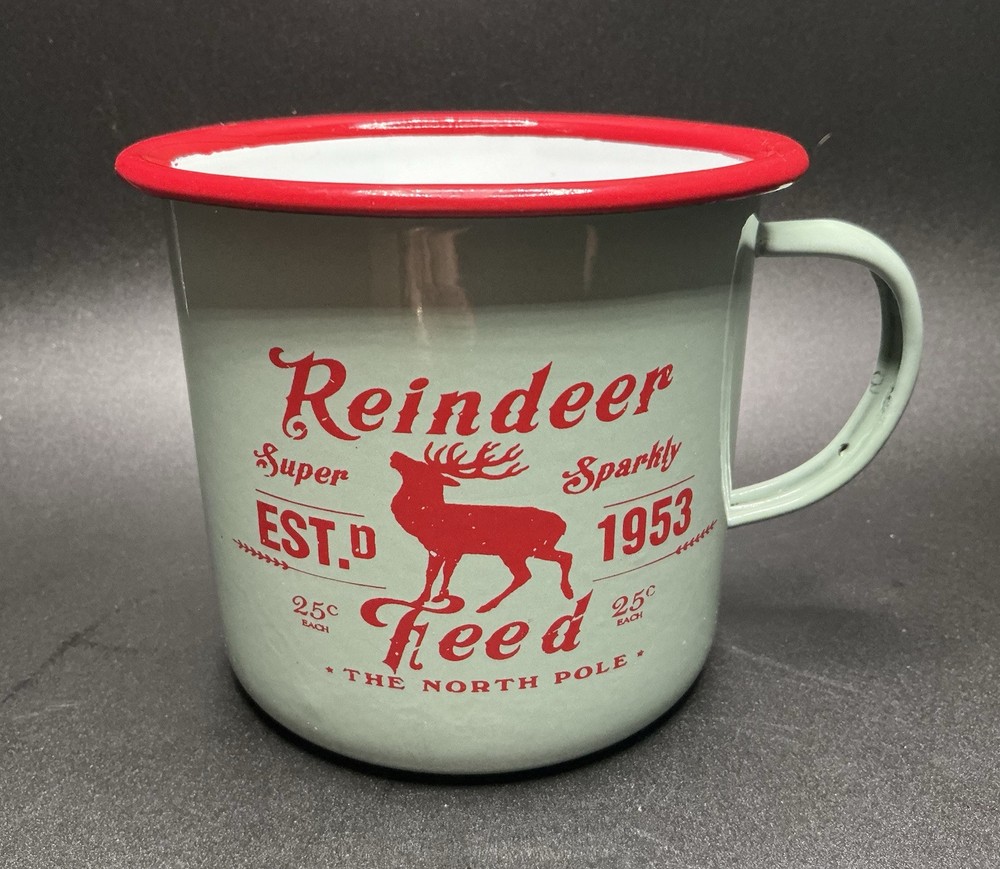 Reindeer
Super Sparkly
EST.D 1953
25c EACH Feed 25c EACH
* THE NORTH POLE *